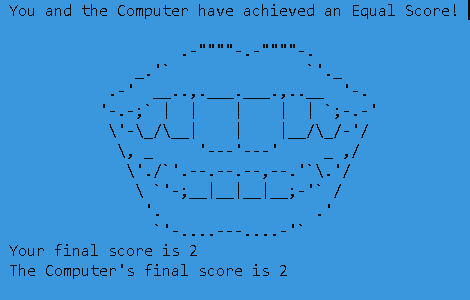 You and the Computer have achieved an Equal Score!
Your final score is 2
The Computer's final score is 2